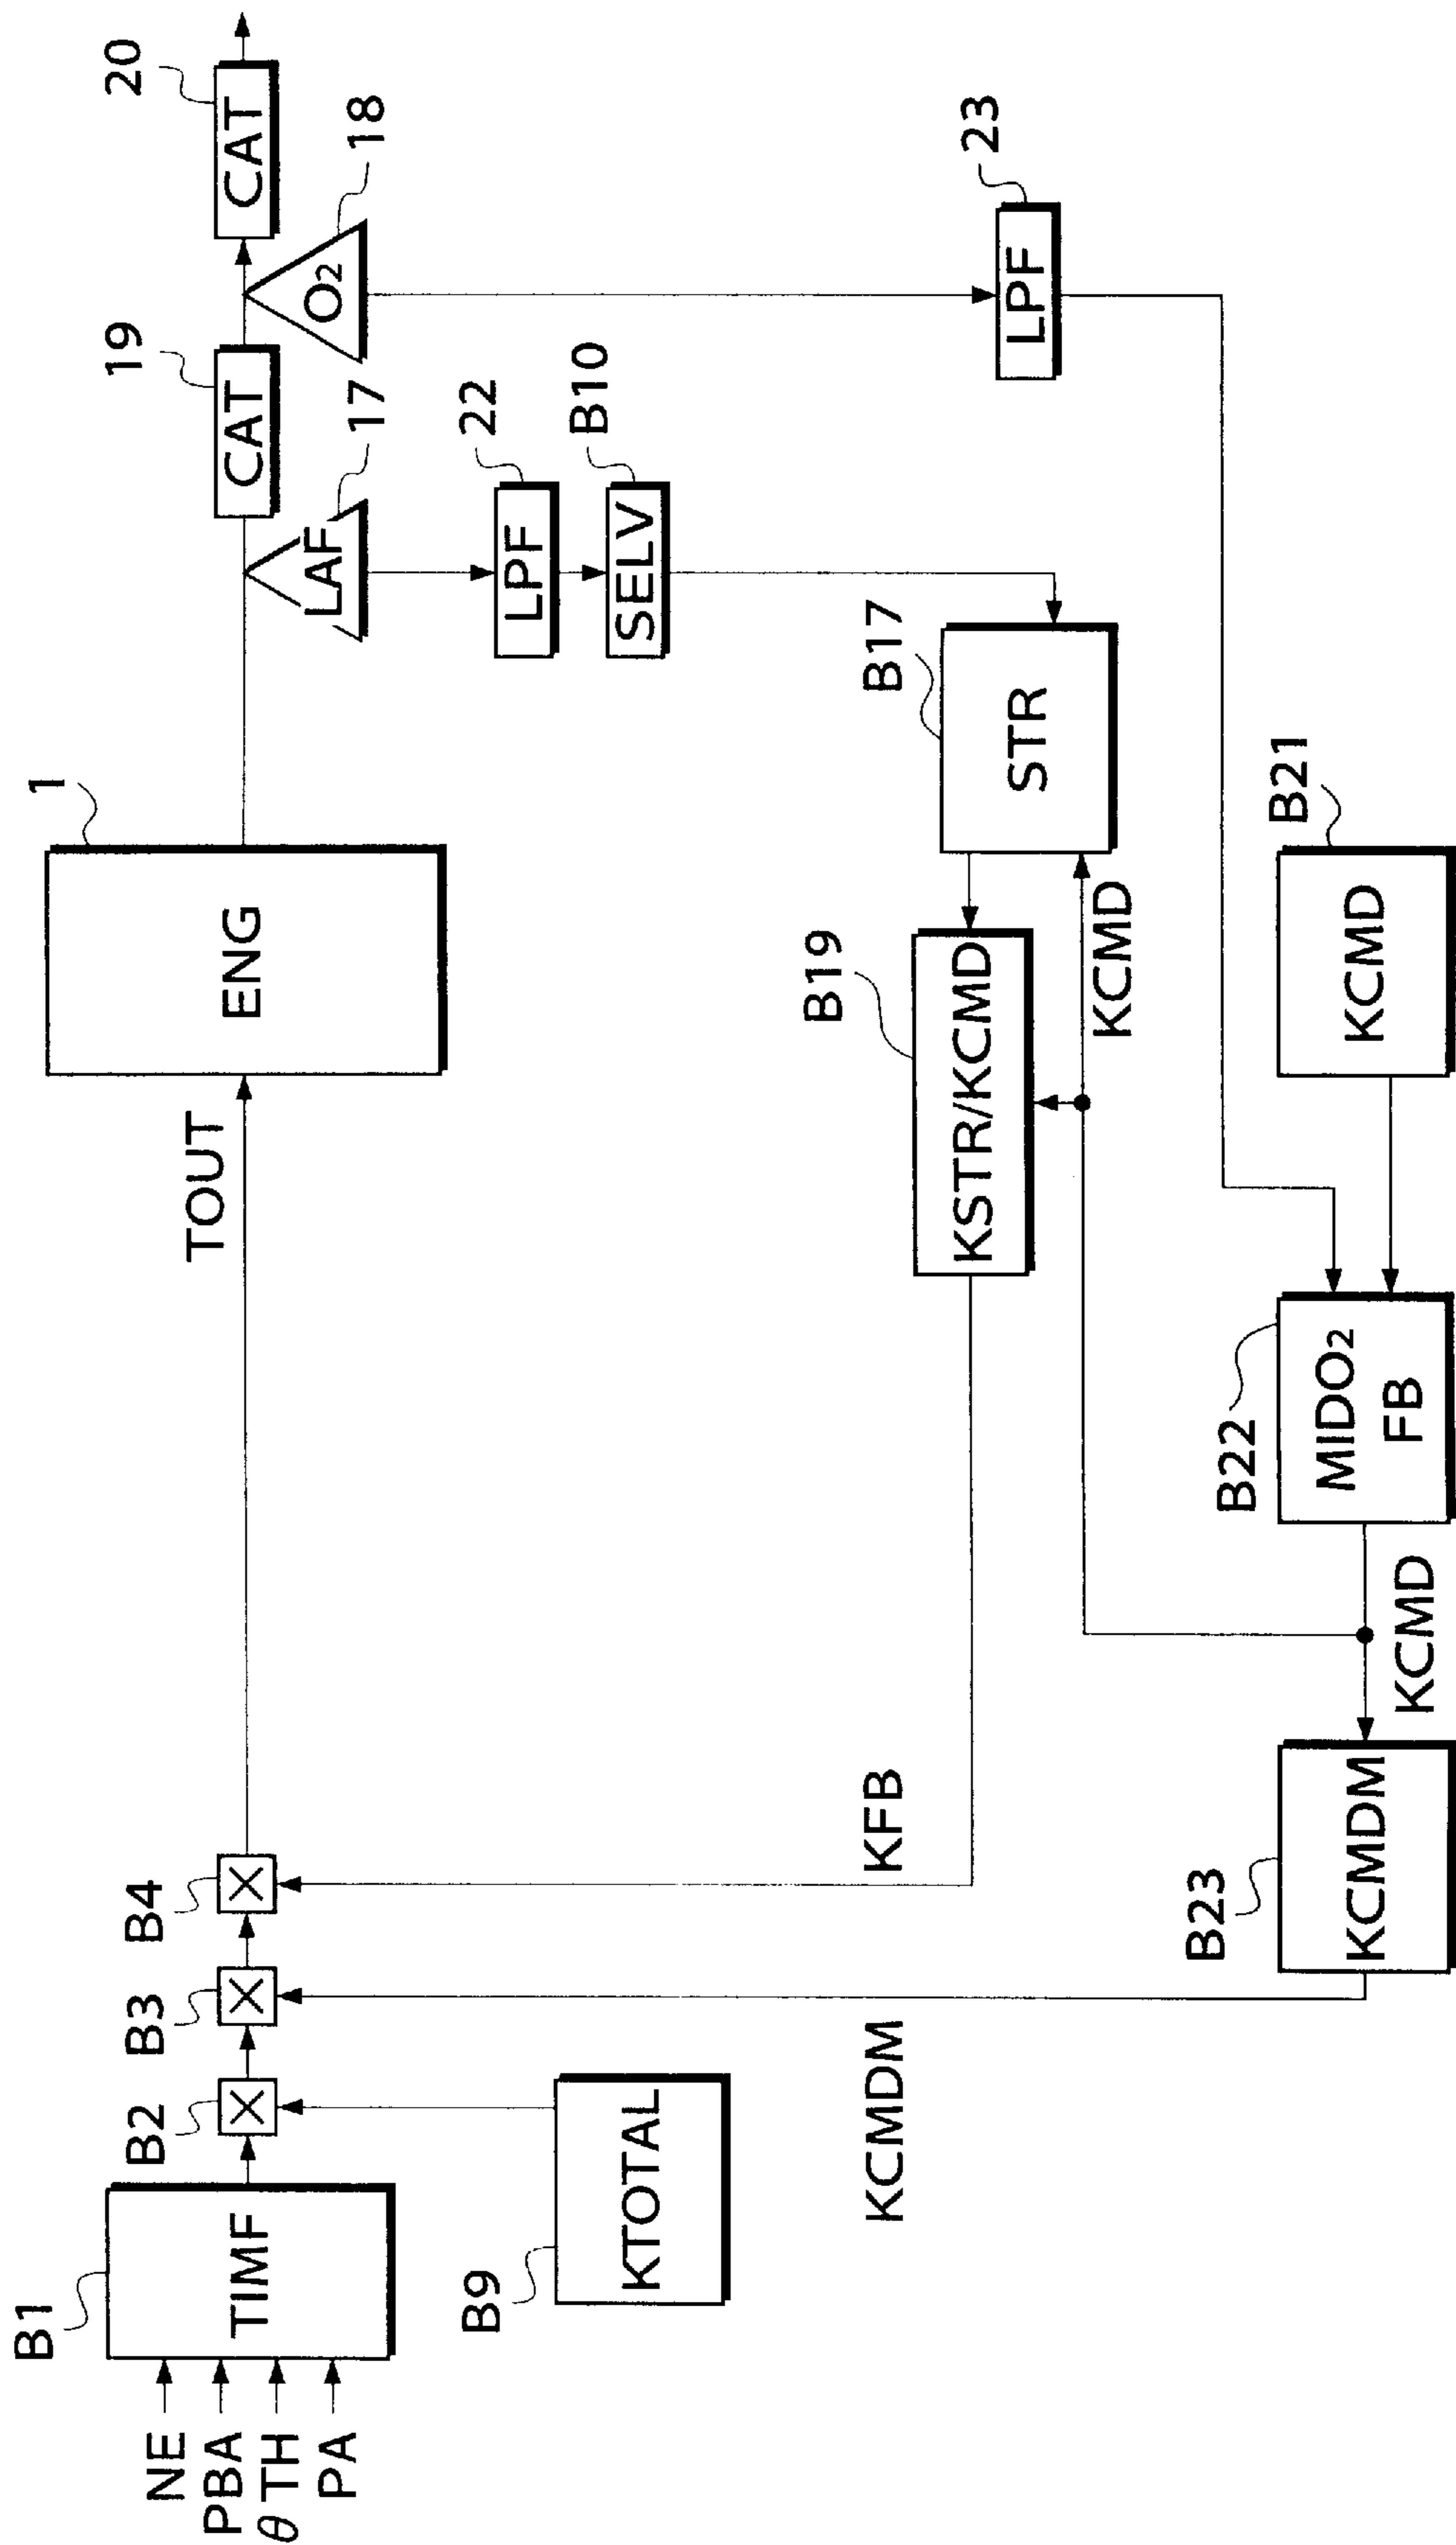 B1
NE
PBA
θ TH
PA
TIMF
B2
B3
B4
TOUT
1
ENG
19
CAT
20
CAT
LAF
17
O2
18
22
LPF
B10
SELV
23
LPF
B9
KTOTAL
KCMDM
KFB
B19
KSTR/KCMD
B17
STR
KCMD
B23
KCMDM
KCMD
B22
MIDO2
FB
B21
KCMD